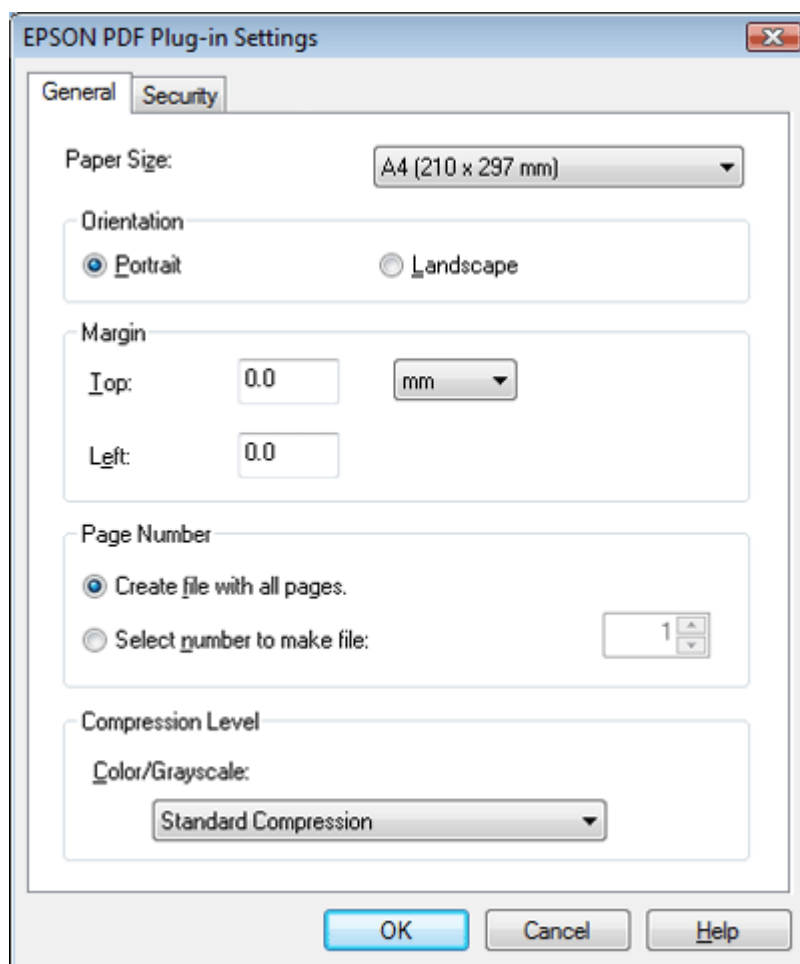 EPSON PDF Plug-in Settings
General Security
Paper Size: A4 (210 x 297 mm)
Orientation
Portrait Landscape
Margin
Top: 0.0 mm
Left: 0.0
Page Number
Create file with all pages.
Select number to make file: 1
Compression Level
Color/Grayscale:
Standard Compression
OK Cancel Help